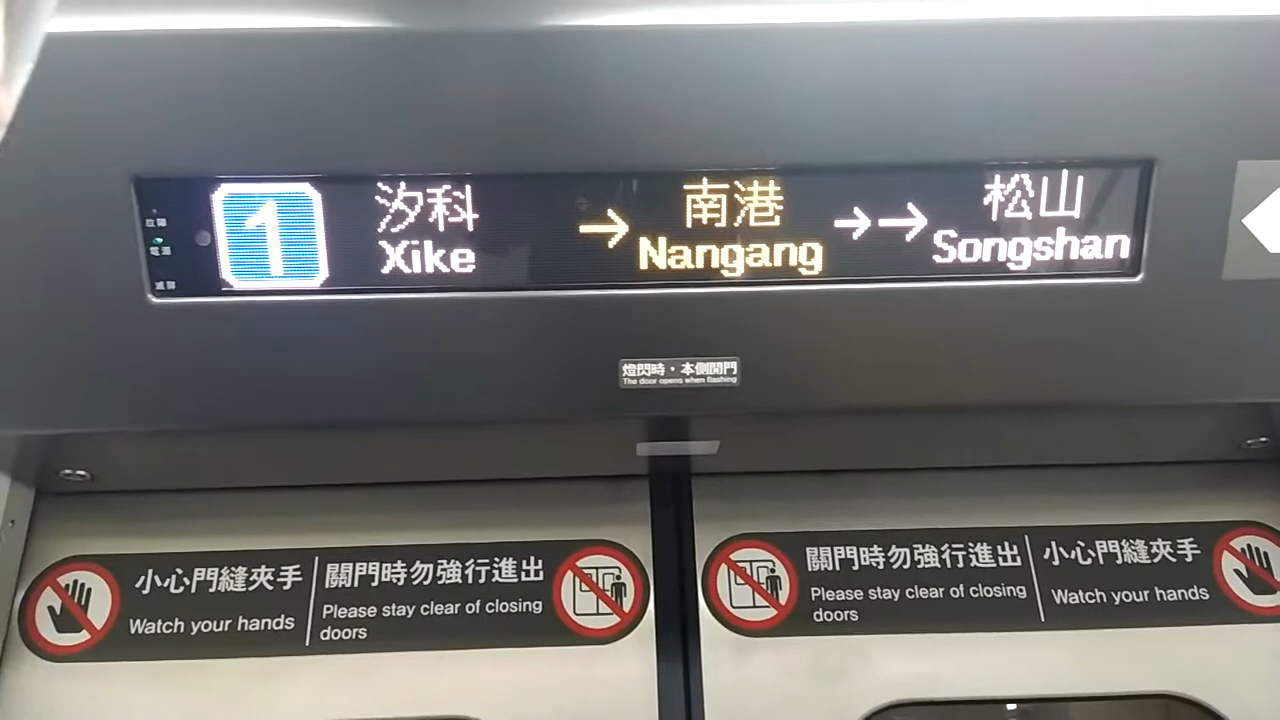 故障
電源
減屏
1
汐科
Xike
→
南港
Nangang
→→
松山
Songshan
燈閃時・本側開門
The door opens when flashing
小心門縫夾手
Watch your hands
關門時勿強行進出
Please stay clear of closing
doors
關門時勿強行進出
Please stay clear of closing
doors
小心門縫夾手
Watch your hands